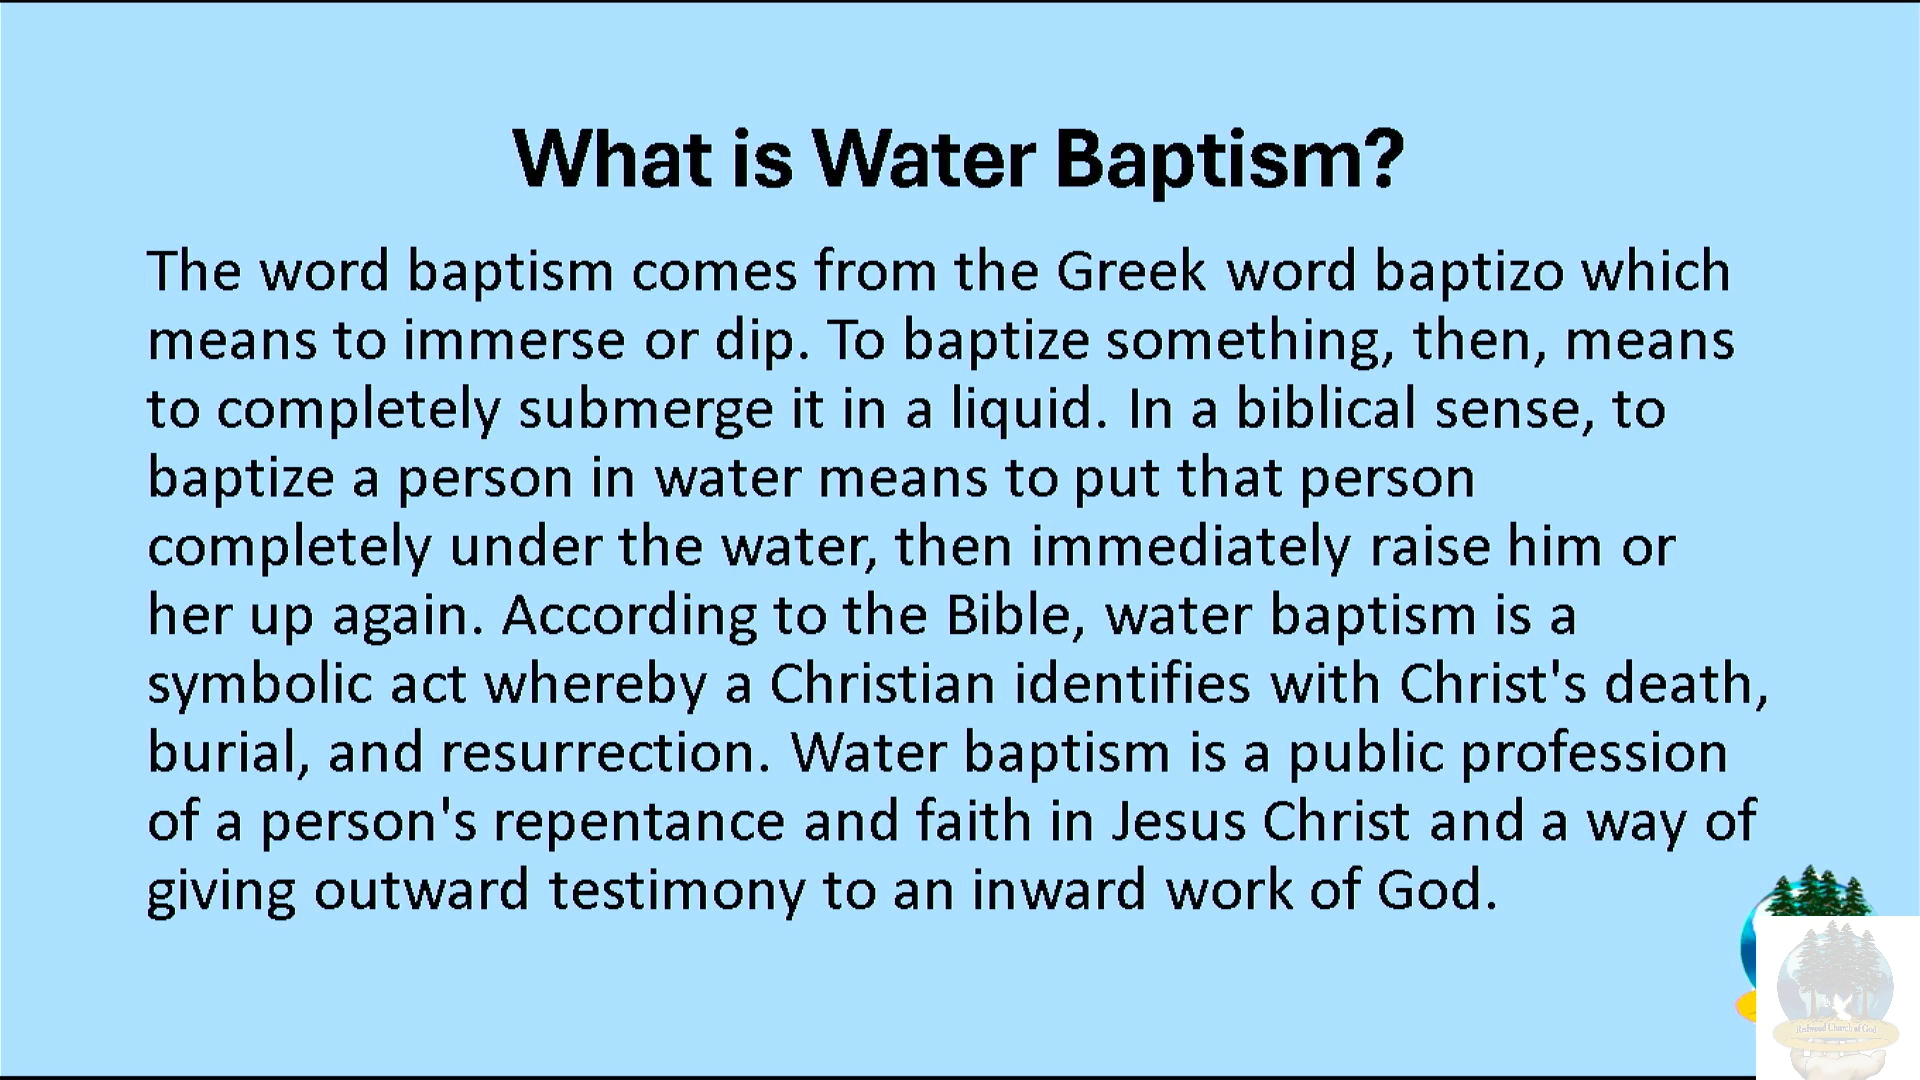 What is Water Baptism?
The word baptism comes from the Greek word baptizo which
means to immerse or dip. To baptize something, then, means
to completely submerge it in a liquid. In a biblical sense, to
baptize a person in water means to put that person
completely under the water, then immediately raise him or
her up again. According to the Bible, water baptism is a
symbolic act whereby a Christian identifies with Christ's death,
burial, and resurrection. Water baptism is a public profession
of a person's repentance and faith in Jesus Christ and a way of
giving outward testimony to an inward work of God.
Redwood Church of God